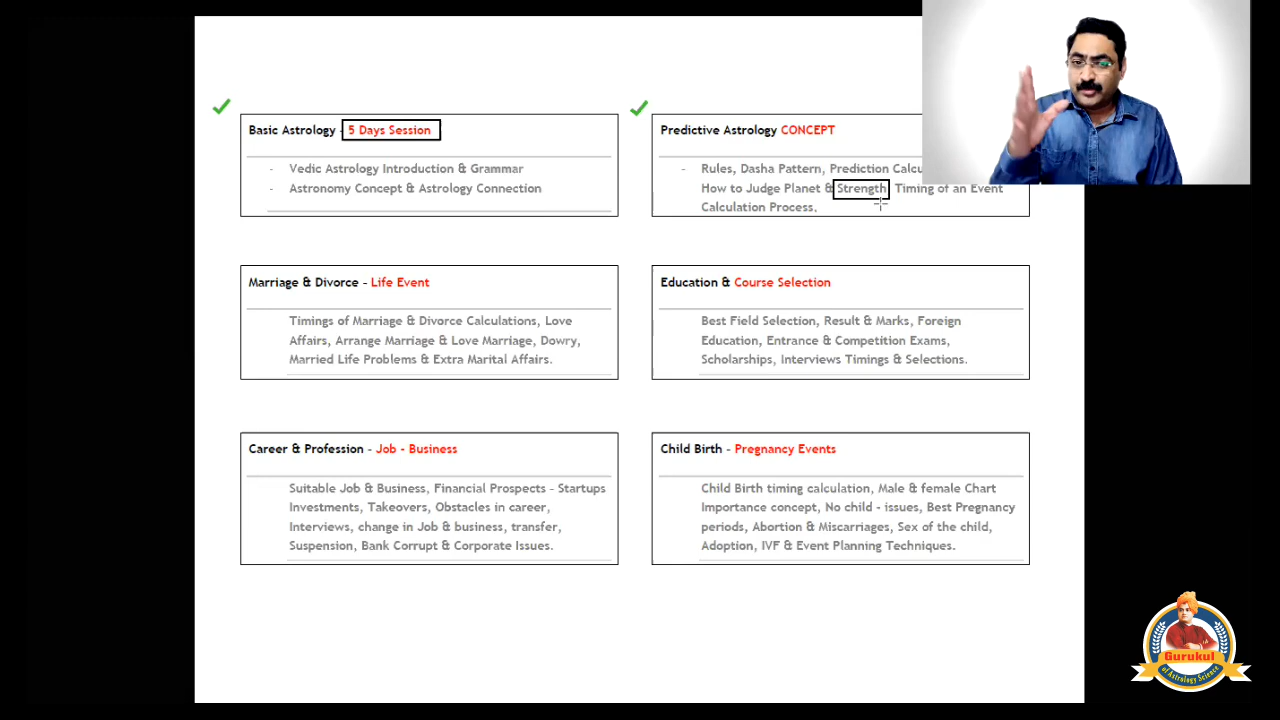 Basic Astrology - 5 Days Session
- Vedic Astrology Introduction & Grammar
- Astronomy Concept & Astrology Connection
Predictive Astrology CONCEPT
- Rules, Dasha Pattern, Prediction
How to Judge Planet & Strength, Timing of an Event
Calculation Process,
Marriage & Divorce - Life Event
Timings of Marriage & Divorce Calculations, Love
Affairs, Arrange Marriage & Love Marriage, Dowry,
Married Life Problems & Extra Marital Affairs.
Education & Course Selection
Best Field Selection, Result & Marks, Foreign
Education, Entrance & Competition Exams,
Scholarships, Interviews Timings & Selections.
Career & Profession - Job - Business
Suitable Job & Business, Financial Prospects - Startups
Investments, Takeovers, Obstacles in career,
Interviews, change in Job & business, transfer,
Suspension, Bank Corrupt & Corporate Issues.
Child Birth - Pregnancy Events
Child Birth timing calculation, Male & female Chart
Importance concept, No child - issues, Best Pregnancy
periods, Abortion & Miscarriages, Sex of the child,
Adoption, IVF & Event Planning Techniques.
Gurukul
of Astrology Science